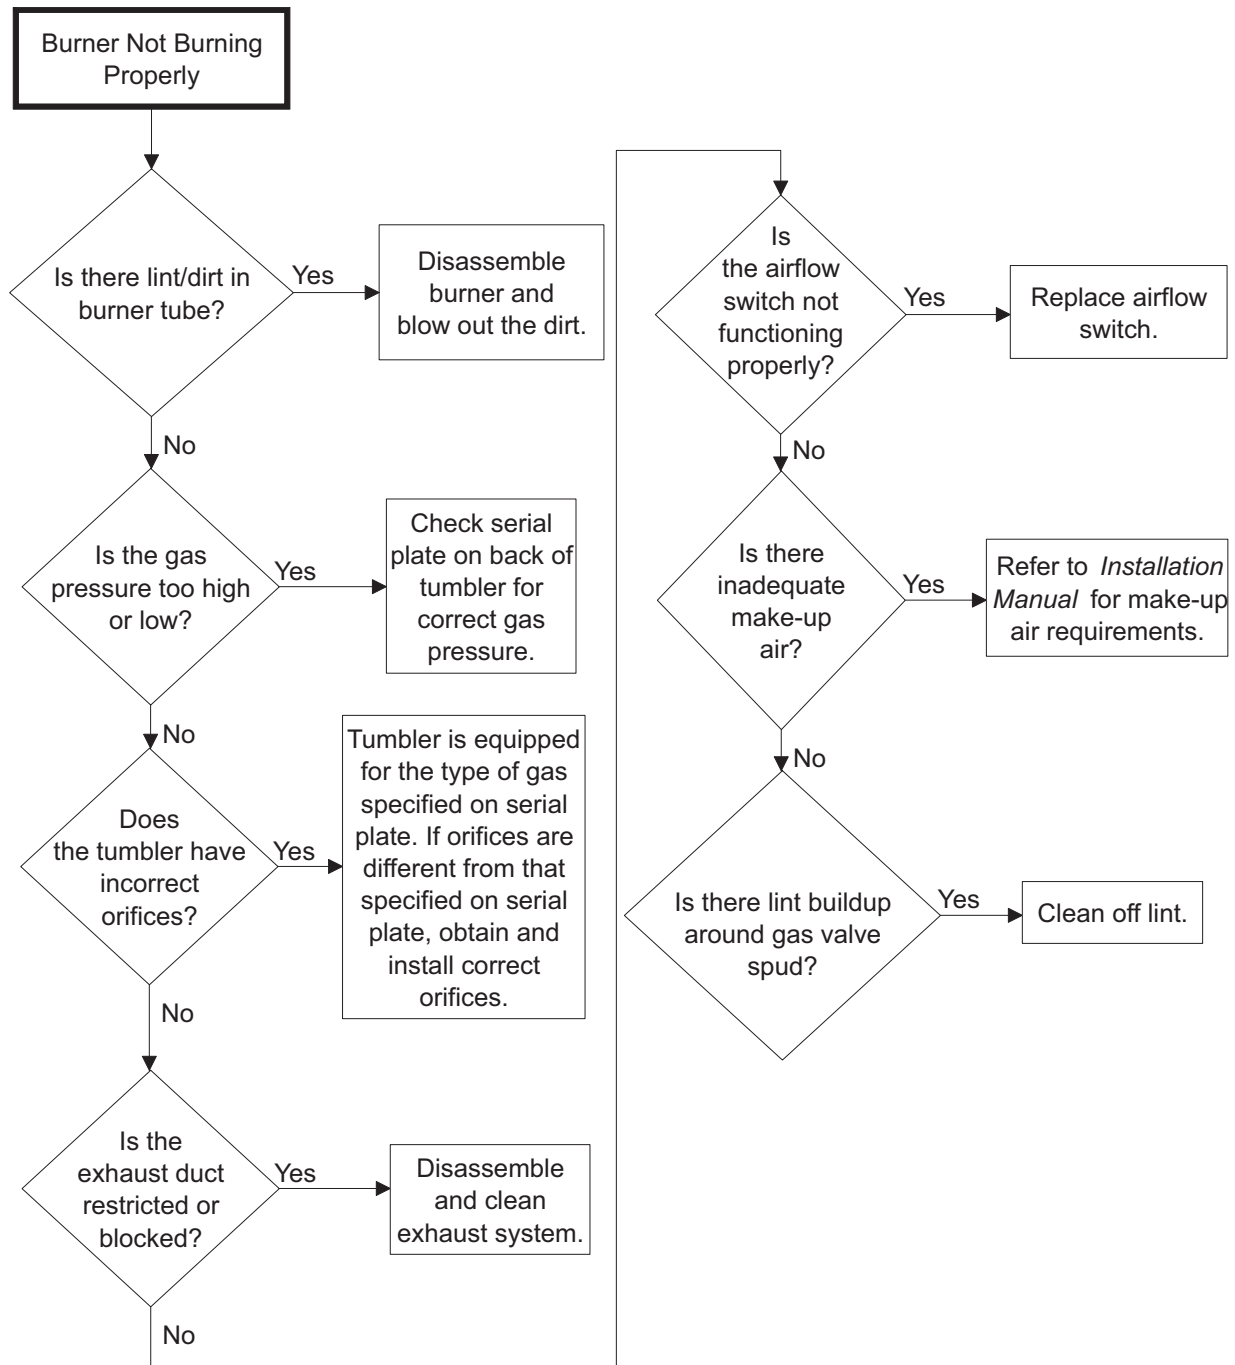 Burner Not Burning
Properly
Is there lint/dirt in
burner tube?
Yes
Disassemble
burner and
blow out the dirt.
No
Is the gas
pressure too high
or low?
Yes
Check serial
plate on back of
tumbler for
correct gas
pressure.
No
Does
the tumbler have
incorrect
orifices?
Yes
Tumbler is equipped
for the type of gas
specified on serial
plate. If orifices are
different from that
specified on serial
plate, obtain and
install correct
orifices.
No
Is the
exhaust duct
restricted or
blocked?
Yes
Disassemble
and clean
exhaust system.
No
Is
the airflow
switch not
functioning
properly?
Yes
Replace airflow
switch.
No
Is there
inadequate
make-up
air?
Yes
Refer to Installation
Manual for make-up
air requirements.
No
Is there lint buildup
around gas valve
spud?
Yes
Clean off lint.